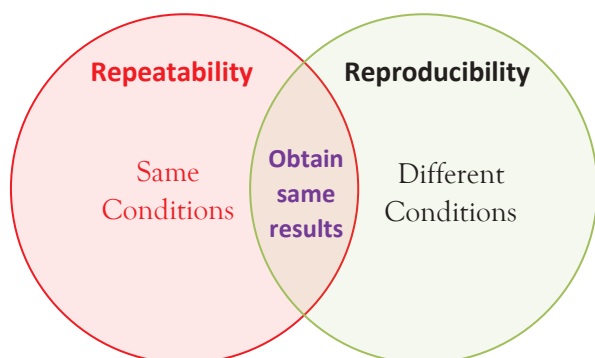 Repeatability
Reproducibility
Same
Conditions
Obtain
same
results
Different
Conditions